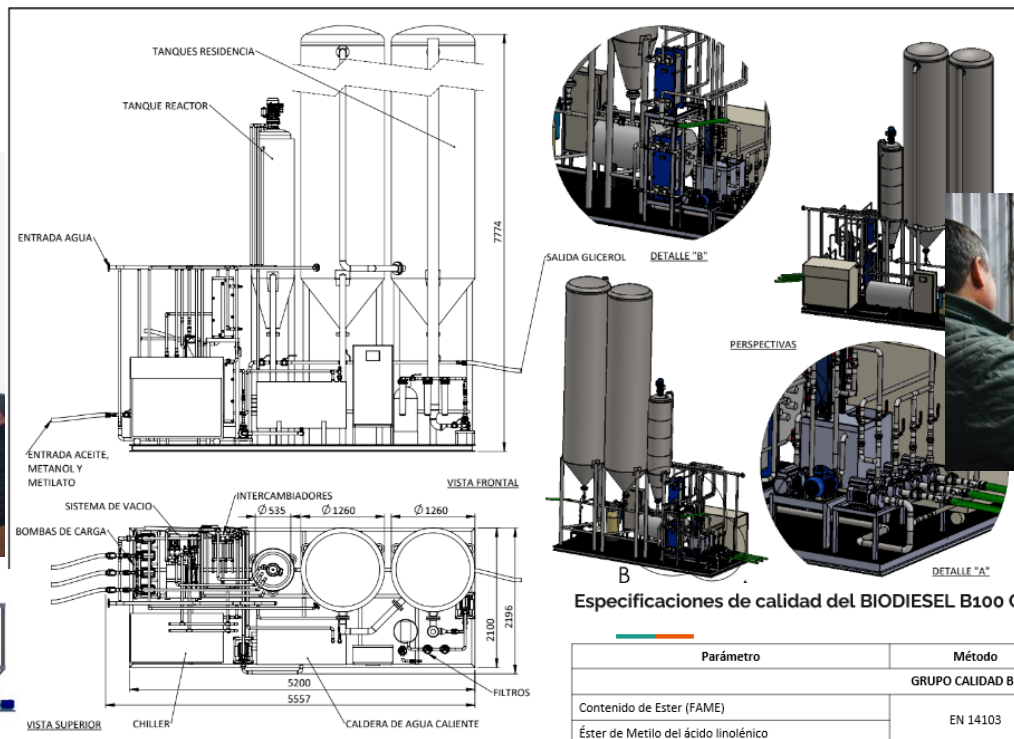 TANQUES RESIDENCIA
TANQUE REACTOR
ENTRADA AGUA
7774
SALIDA GLICEROL
ENTRADA ACEITE,
METANOL Y
METILATO
VISTA FRONTAL
DETALLE "B"
PERSPECTIVAS
DETALLE "A"
B
SISTEMA DE VACIO
INTERCAMBIADORES
BOMBAS DE CARGA
Ø 535
Ø 1260
Ø 1260
2100
2196
5200
5557
FILTROS
VISTA SUPERIOR
CHILLER
CALDERA DE AGUA CALIENTE
Especificaciones de calidad del BIODIESEL B100
Parámetro
Método
GRUPO CALIDAD B
Contenido de Ester (FAME)
EN 14103
Éster de Metilo del ácido linolénico